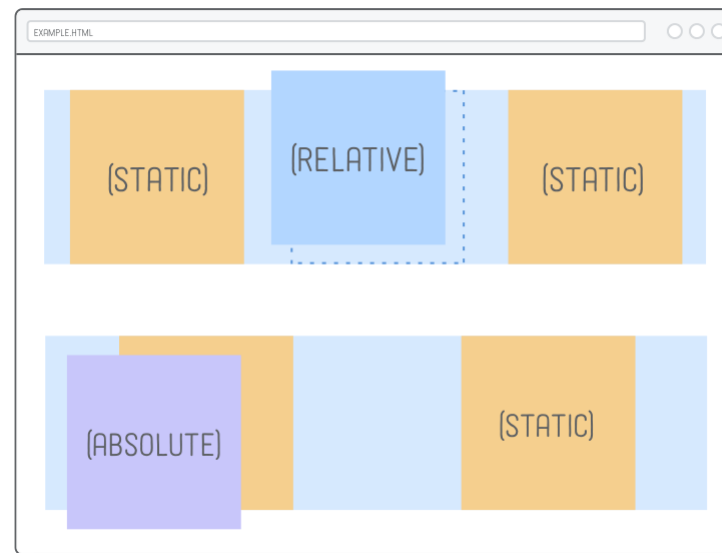 EXAMPLE.HTML
(STATIC)
(RELATIVE)
(STATIC)
(ABSOLUTE)
(STATIC)